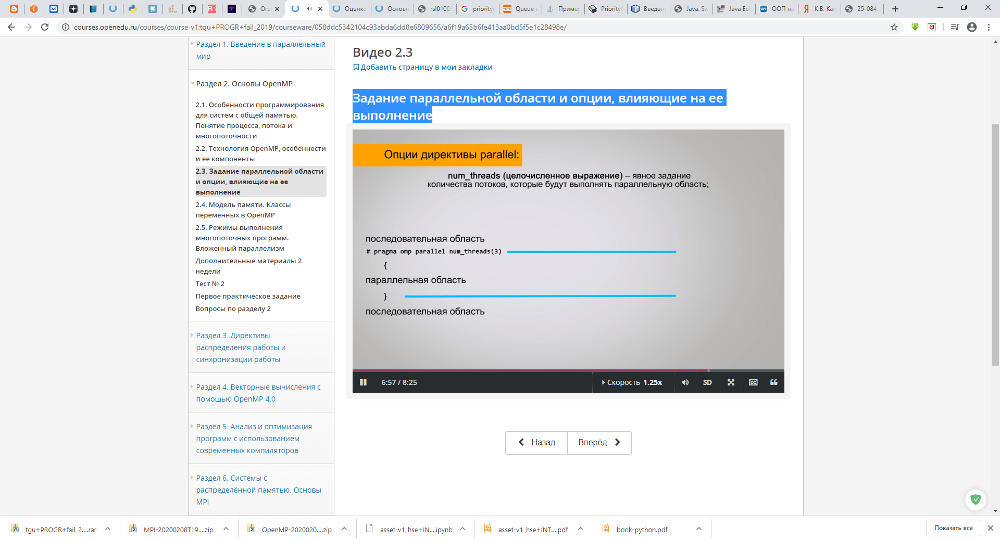 Ог
Оценка
Основн
rsl0100
priority
Queue
Пример
Priority
Введен
Java. Sw
Java Ecl
ООП на
К.В. Кап
25-084.
courses.openedu.ru/courses/course-v1:tgu+PROGR+fail_2019/courseware/058ddc5342104c93abda6dd8e6809656/a6f19a65b6fe413aa0bd5f5e1c28498e/
Раздел 1. Введение в параллельный
мир
Раздел 2. Основы OpenMP
2.1. Особенности программирования
для систем с общей памятью.
Понятие процесса, потока и
многопоточности
2.2. Технология OpenMP, особенности
и ее компоненты
2.3. Задание параллельной области
и опции, влияющие на ее
выполнение
2.4. Модель памяти. Классы
переменных в OpenMP
2.5. Режимы выполнения
многопоточных программ.
Вложенный параллелизм
Дополнительные материалы 2
недели
Тест № 2
Первое практическое задание
Вопросы по разделу 2
Раздел 3. Директивы
распределения работы и
синхронизации работы
Раздел 4. Векторные вычисления с
помощью OpenMP 4.0
Раздел 5. Анализ и оптимизация
программ с использованием
современных компиляторов
Раздел 6. Системы с
распределённой памятью. Основы
MPI
Видео 2.3
Добавить страницу в мои закладки
Задание параллельной области и опции, влияющие на ее
выполнение
Опции директивы parallel:
num_threads (целочисленное выражение) – явное задание
количества потоков, которые будут выполнять параллельную область;
последовательная область
# pragma omp parallel num_threads(3)
{
параллельная область
}
последовательная область
6:57 / 8:25
Скорость 1.25x
SD
Назад
Вперёд
tgu+PROGR+fail_2....rar
MPI-20200208T19....zip
OpenMP-2020020....zip
asset-v1_hse+IN....ipynb
asset-v1_hse+INT....pdf
book-python.pdf
Показать все